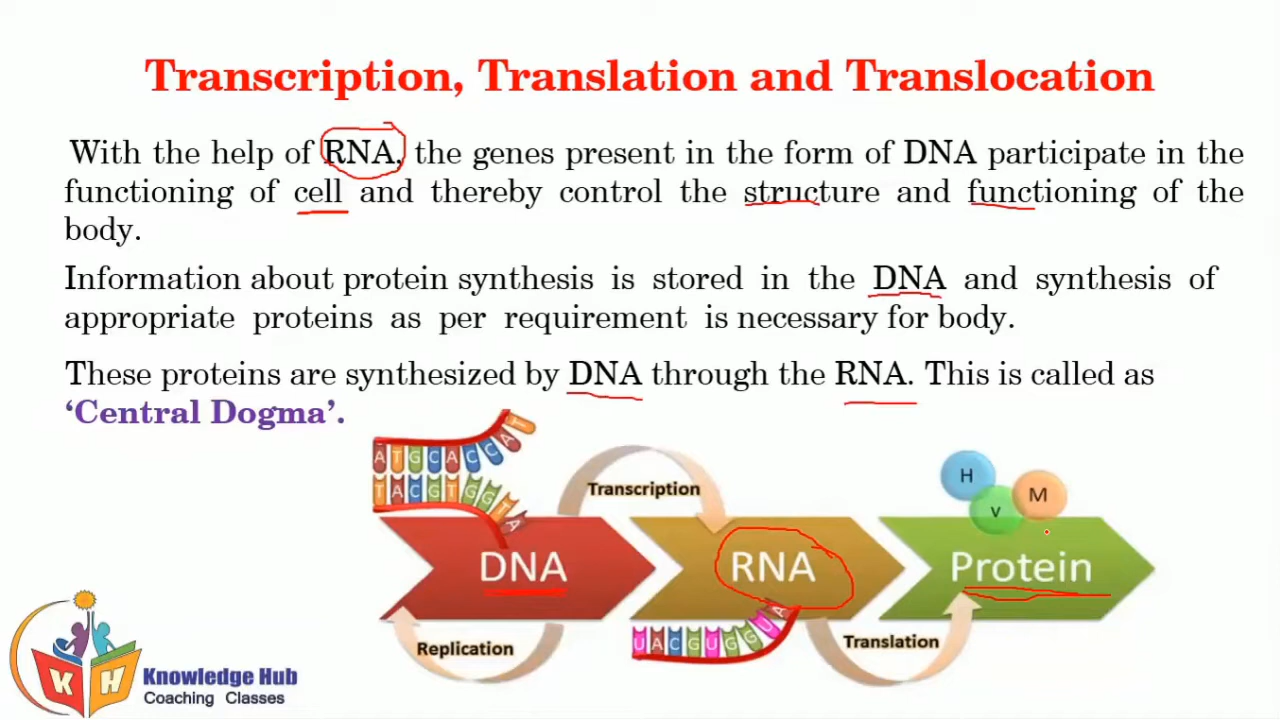 Transcription, Translation and Translocation
With the help of RNA, the genes present in the form of DNA participate in the
functioning of cell and thereby control the structure and functioning of the
body.
Information about protein synthesis is stored in the DNA and synthesis of
appropriate proteins as per requirement is necessary for body.
These proteins are synthesized by DNA through the RNA. This is called as
‘Central Dogma’.
A T G C A C C A T
T A C G T G G T A
Transcription
H
V
M
DNA
RNA
Protein
U A C G U G G U A
Replication
Translation
K H
Knowledge Hub
Coaching Classes